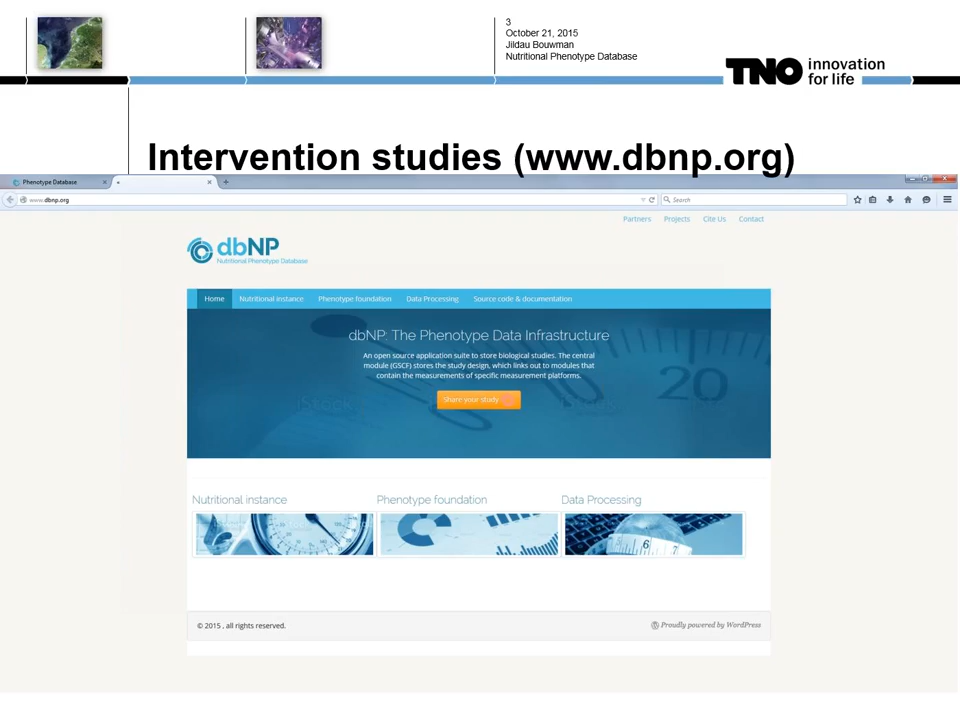 3
October 21, 2015
Jildau Bouwman
Nutritional Phenotype Database
TNO innovation
for life
Intervention studies (www.dbnp.org)
Phenotype Database
www.dbnp.org
Search
Partners Projects Cite Us Contact
dbNP
Nutritional Phenotype Database
Home Nutritional instance Phenotype foundation Data Processing Source code & documentation
dbNP: The Phenotype Data Infrastructure
An open source application suite to store biological studies. The central
module (GSCF) stores the study design, which links out to modules that
contain the measurements of specific measurement platforms.
20
Share your study
iStock
Nutritional instance Phenotype foundation Data Processing
6 7
© 2015 , all rights reserved.
Proudly powered by WordPress